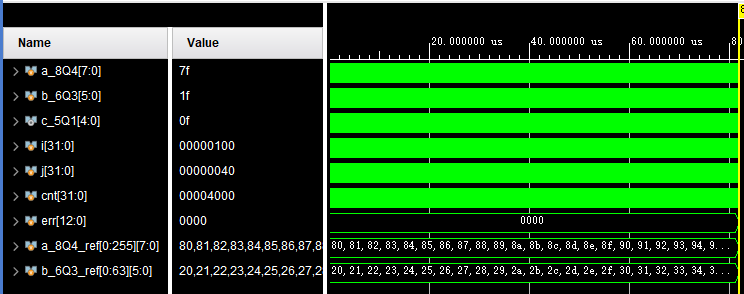 8
20.000000 us 40.000000 us 60.000000 us 80
Name Value
a_8Q4[7:0] 7f
b_6Q3[5:0] 1f
c_5Q1[4:0] 0f
i[31:0] 00000100
j[31:0] 00000040
cnt[31:0] 00004000
err[12:0] 0000 0000
a_8Q4_ref[0:255][7:0] 80,81,82,83,84,85,86,87,8 80, 81, 82, 83, 84, 85, 86, 87, 88, 89, 8a, 8b, 8c, 8d, 8e, 8f, 90, 91, 92, 93, 94, 9...
b_6Q3_ref[0:63][5:0] 20,21,22,23,24,25,26,27,2 20, 21, 22, 23, 24, 25, 26, 27, 28, 29, 2a, 2b, 2c, 2d, 2e, 2f, 30, 31, 32, 33, 34, 3...